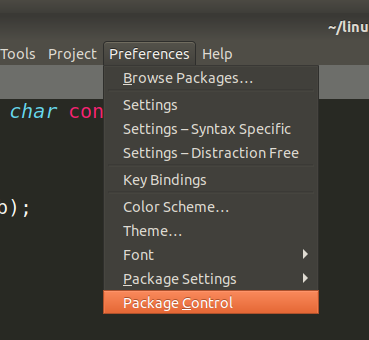 ~/linu
Tools Project Preferences Help
Browse Packages...
Settings
char con
Settings – Syntax Specific
Settings – Distraction Free
Key Bindings
Color Scheme...
p);
Theme...
Font
Package Settings
Package Control